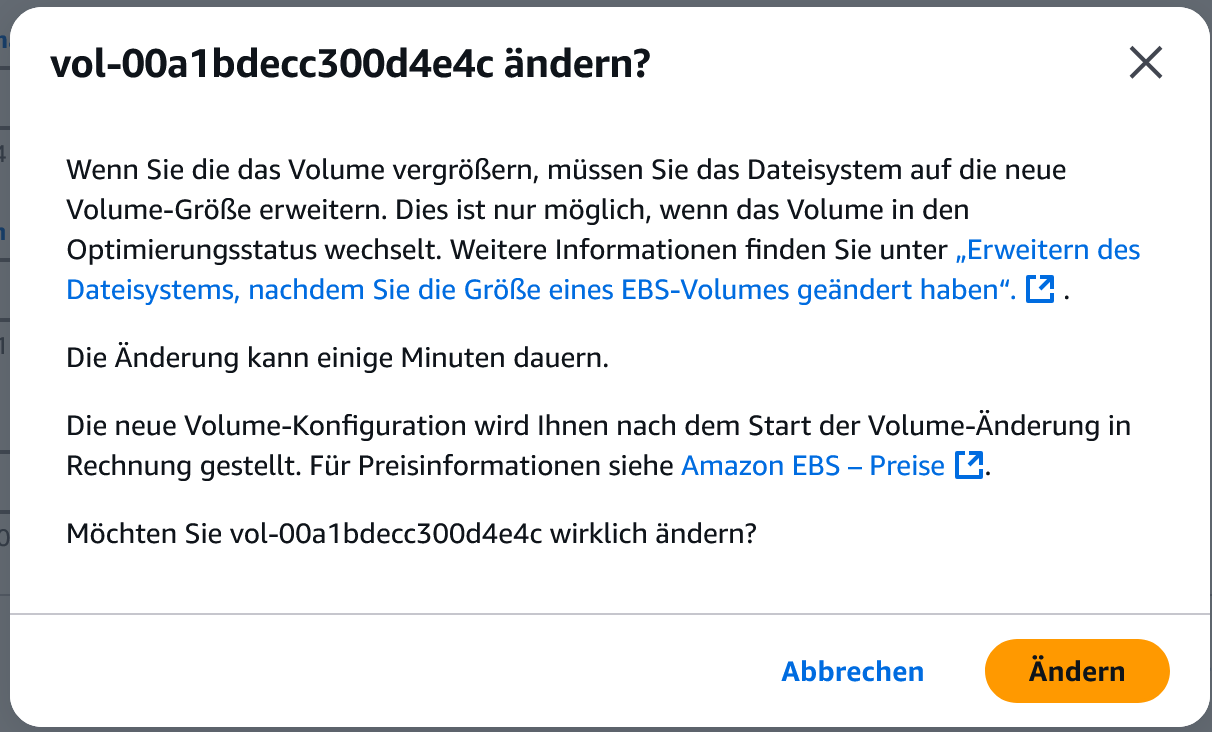 vol-00a1bdecc300d4e4c ändern?
Wenn Sie die das Volume vergrößern, müssen Sie das Dateisystem auf die neue
Volume-Größe erweitern. Dies ist nur möglich, wenn das Volume in den
Optimierungsstatus wechselt. Weitere Informationen finden Sie unter „Erweitern des
Dateisystems, nachdem Sie die Größe eines EBS-Volumes geändert haben“. .
Die Änderung kann einige Minuten dauern.
Die neue Volume-Konfiguration wird Ihnen nach dem Start der Volume-Änderung in
Rechnung gestellt. Für Preisinformationen siehe Amazon EBS – Preise .
Möchten Sie vol-00a1bdecc300d4e4c wirklich ändern?
Abbrechen
Ändern